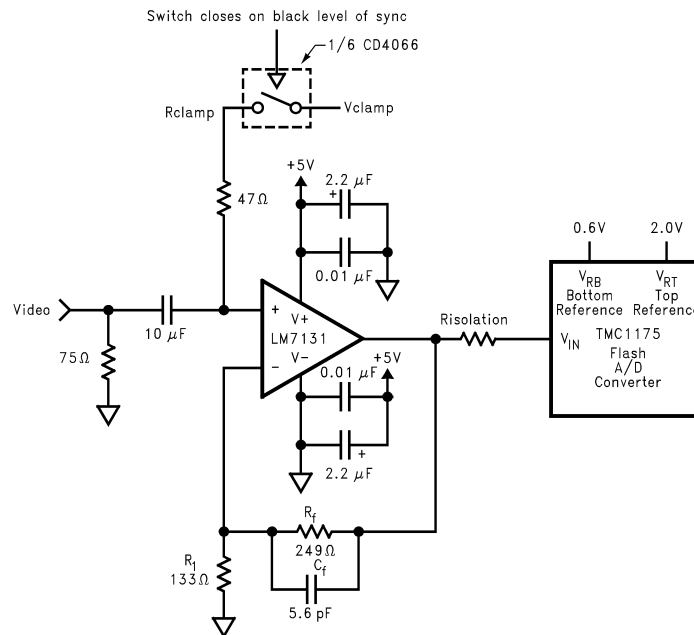 Switch closes on black level of sync
1/6 CD4066
Rclamp
Vclamp
+5V
2.2 μF
+
47Ω
0.01 μF
0.6V
2.0V
VRB
Bottom
Reference
VRT
Top
Reference
Video
10 μF
+
V+
LM7131
V−
−
Risolation
VIN
TMC1175
Flash
A/D
Converter
75Ω
+5V
0.01 μF
+
2.2 μF
Rf
249Ω
Cf
5.6 pF
R1
133Ω